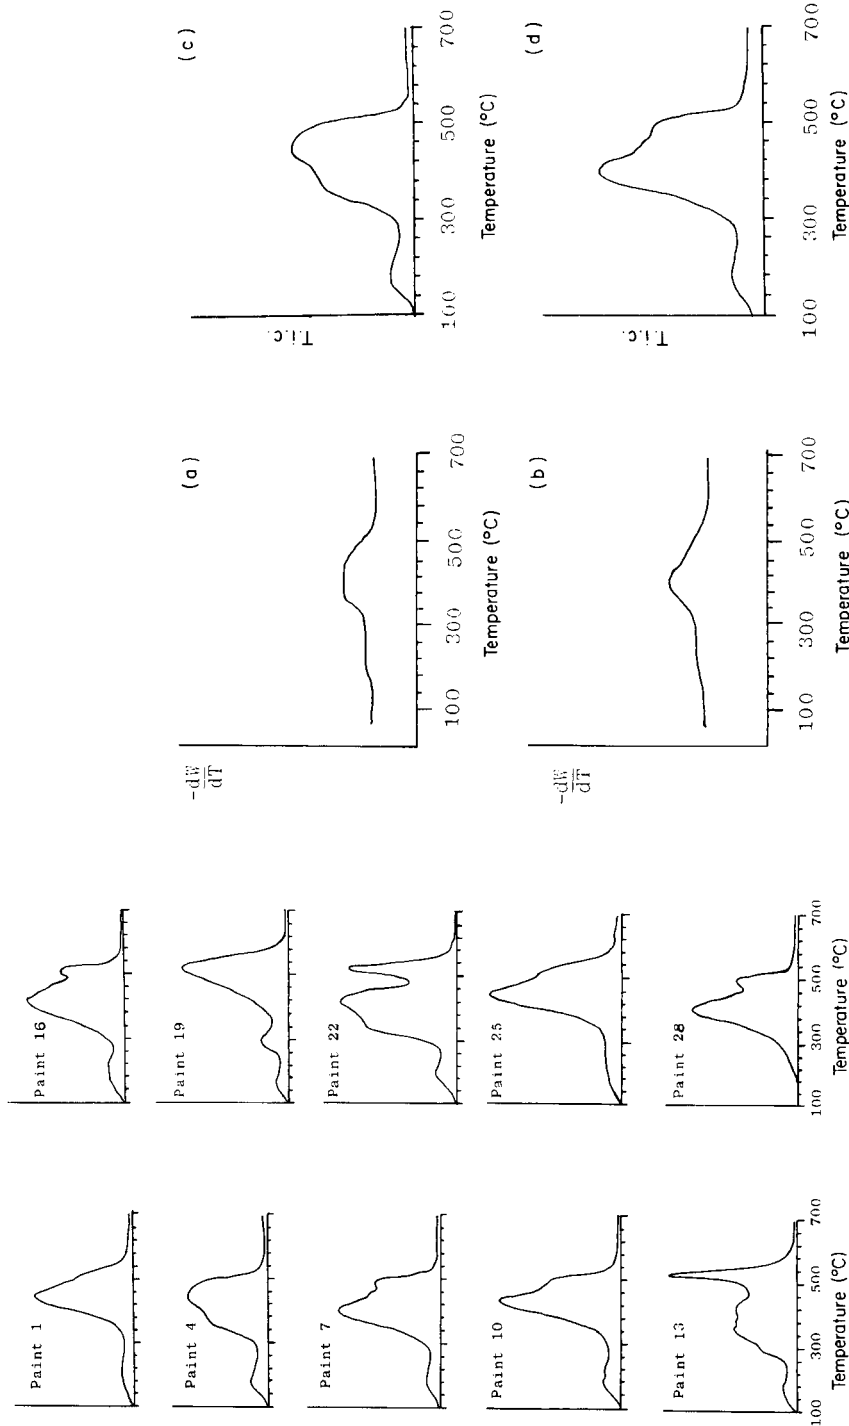 Paint 1
Paint 4
Paint 7
Paint 10
Paint 13
100 300 500 700
Temperature (°C)
Paint 16
Paint 19
Paint 22
Paint 25
Paint 28
100 300 500 700
Temperature (°C)
-dW
dT
(a)
100 300 500 700
Temperature (°C)
-dW
dT
(b)
100 300 500 700
Temperature (°C)
T.i.c.
(c)
100 300 500 700
Temperature (°C)
T.i.c.
(d)
100 300 500 700
Temperature (°C)